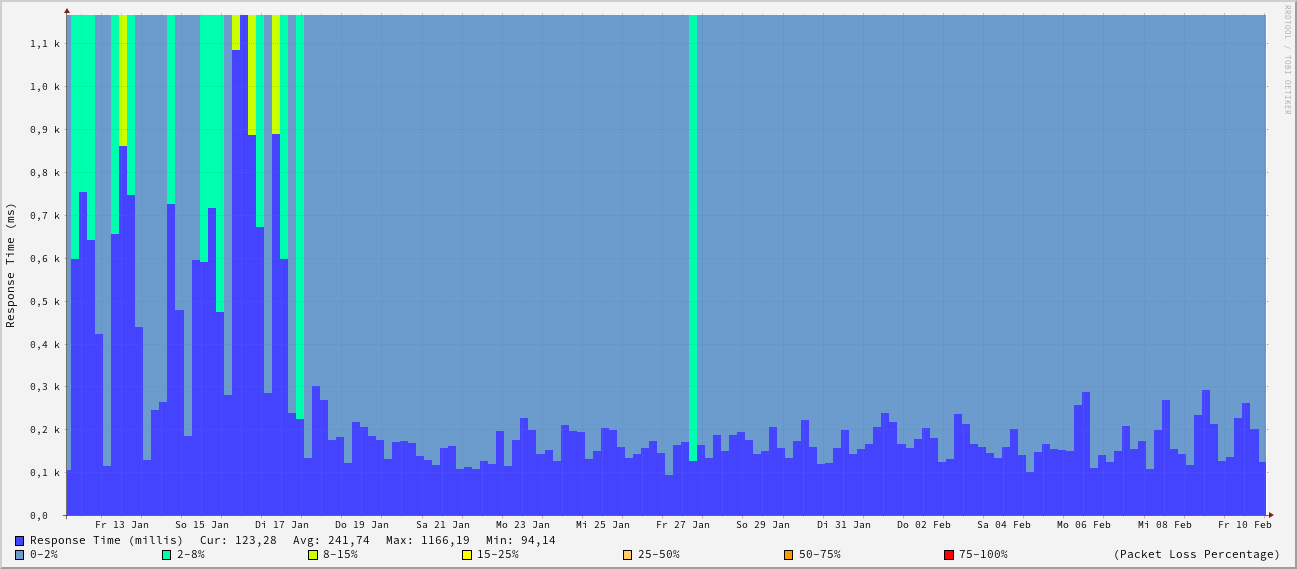 RRDTOOL / TOBI OETIKER
Response Time (ms)
1,1 k
1,0 k
0,9 k
0,8 k
0,7 k
0,6 k
0,5 k
0,4 k
0,3 k
0,2 k
0,1 k
0,0
Fr 13 Jan So 15 Jan Di 17 Jan Do 19 Jan Sa 21 Jan Mo 23 Jan Mi 25 Jan Fr 27 Jan So 29 Jan Di 31 Jan Do 02 Feb Sa 04 Feb Mo 06 Feb Mi 08 Feb Fr 10 Feb
Response Time (millis) Cur: 123,28 Avg: 241,74 Max: 1166,19 Min: 94,14
0-2% 2-8% 8-15% 15-25% 25-50% 50-75% 75-100% (Packet Loss Percentage)